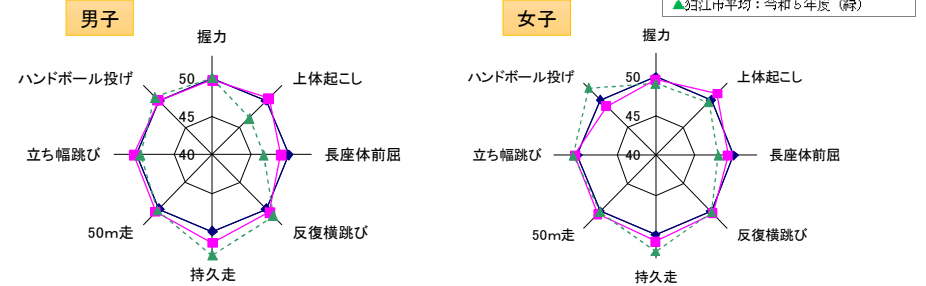 ▲狛江市平均：令和５年度（緑）
男子
女子
握力
上体起こし
長座体前屈
反復横跳び
持久走
50m走
立ち幅跳び
ハンドボール投げ
50
45
40
握力
上体起こし
長座体前屈
反復横跳び
持久走
50m走
立ち幅跳び
ハンドボール投げ
50
45
40